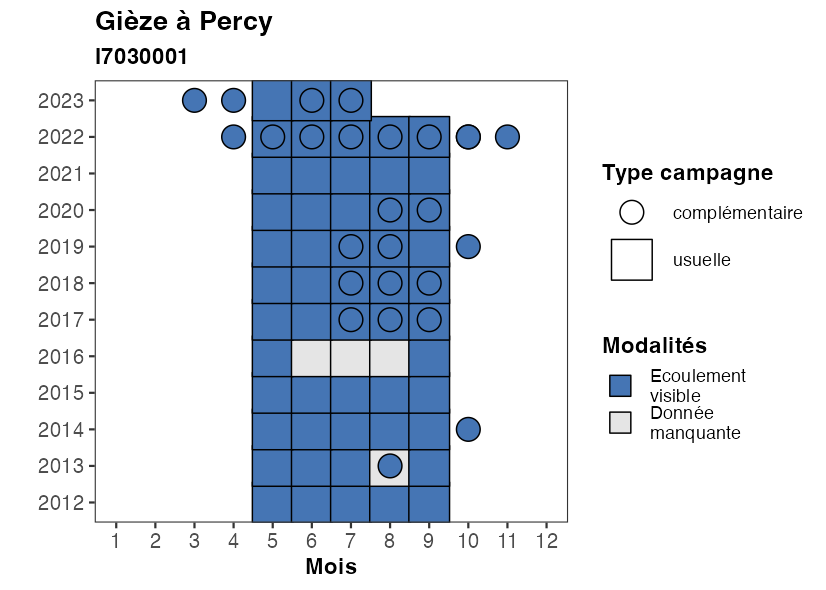 Gièze à Percy
I7030001
2023
2022
2021
2020
2019
2018
2017
2016
2015
2014
2013
2012
1 2 3 4 5 6 7 8 9 10 11 12
Mois
Type campagne
complémentaire
usuelle
Modalités
Ecoulement
visible
Donnée
manquante